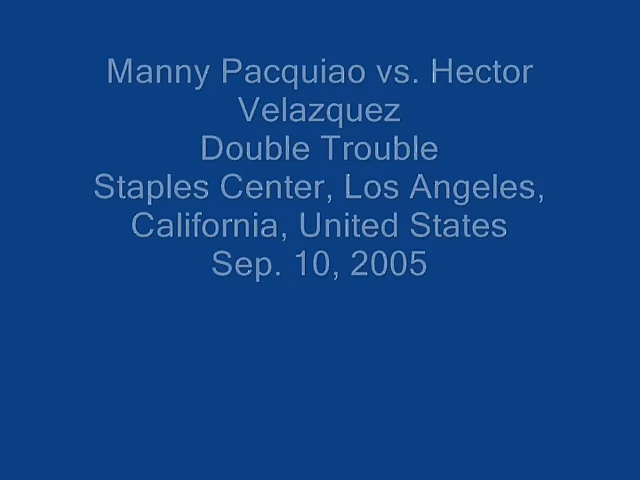 Manny Pacquiao vs. Hector
Velazquez
Double Trouble
Staples Center, Los Angeles,
California, United States
Sep. 10, 2005